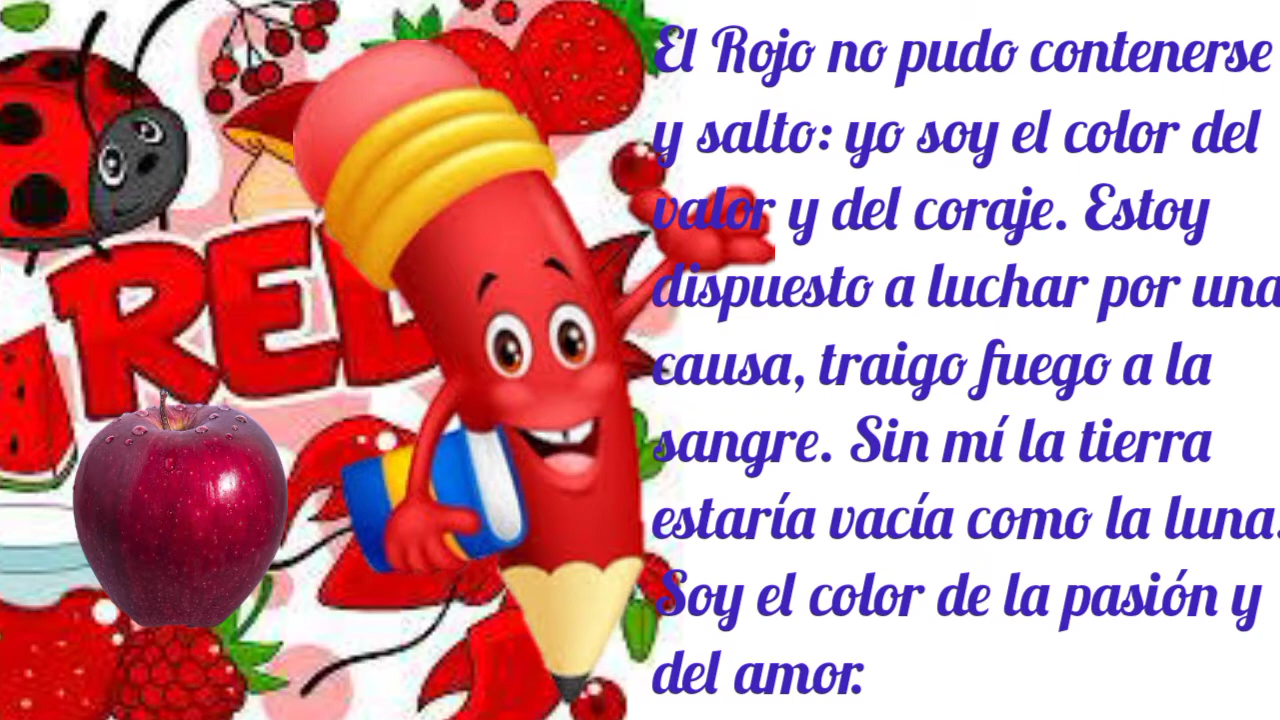 RED
El Rojo no pudo contenerse
y salto: yo soy el color del
valor y del coraje. Estoy
dispuesto a luchar por una
causa, traigo fuego a la
sangre. Sin mí la tierra
estaría vacía como la luna.
Soy el color de la pasión y
del amor.